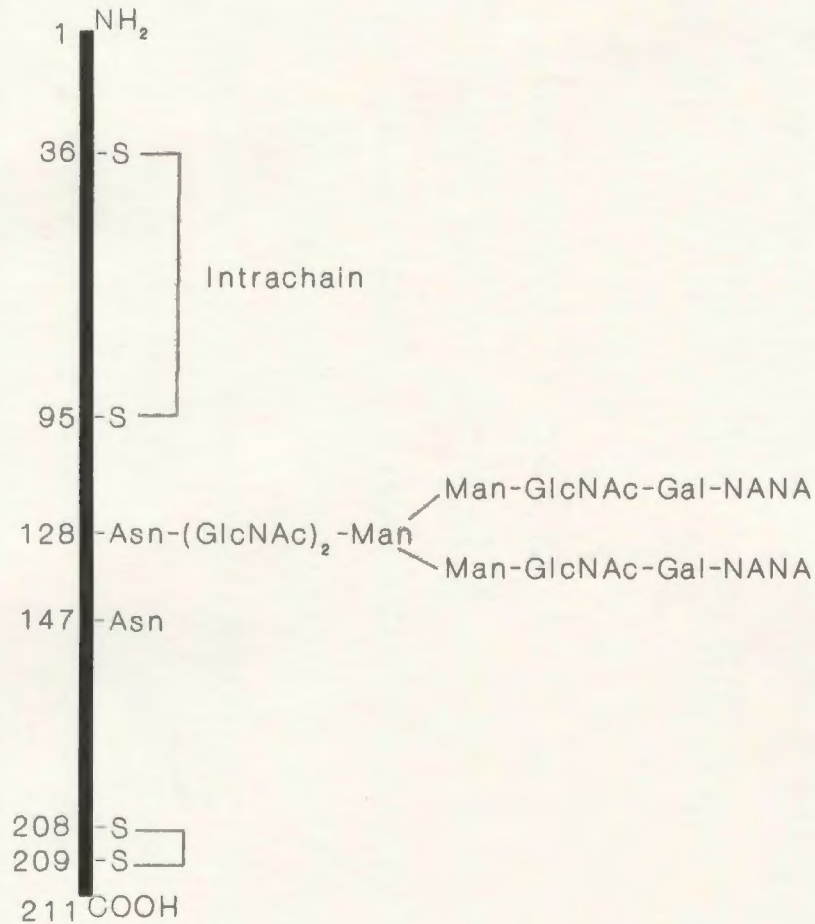 1 NH₂
36 -S
Intrachain
95 -S
Man-GlcNAc-Gal-NANA
128 -Asn-(GlcNAc)₂-Man
Man-GlcNAc-Gal-NANA
147 -Asn
208 -S
209 -S
211 COOH